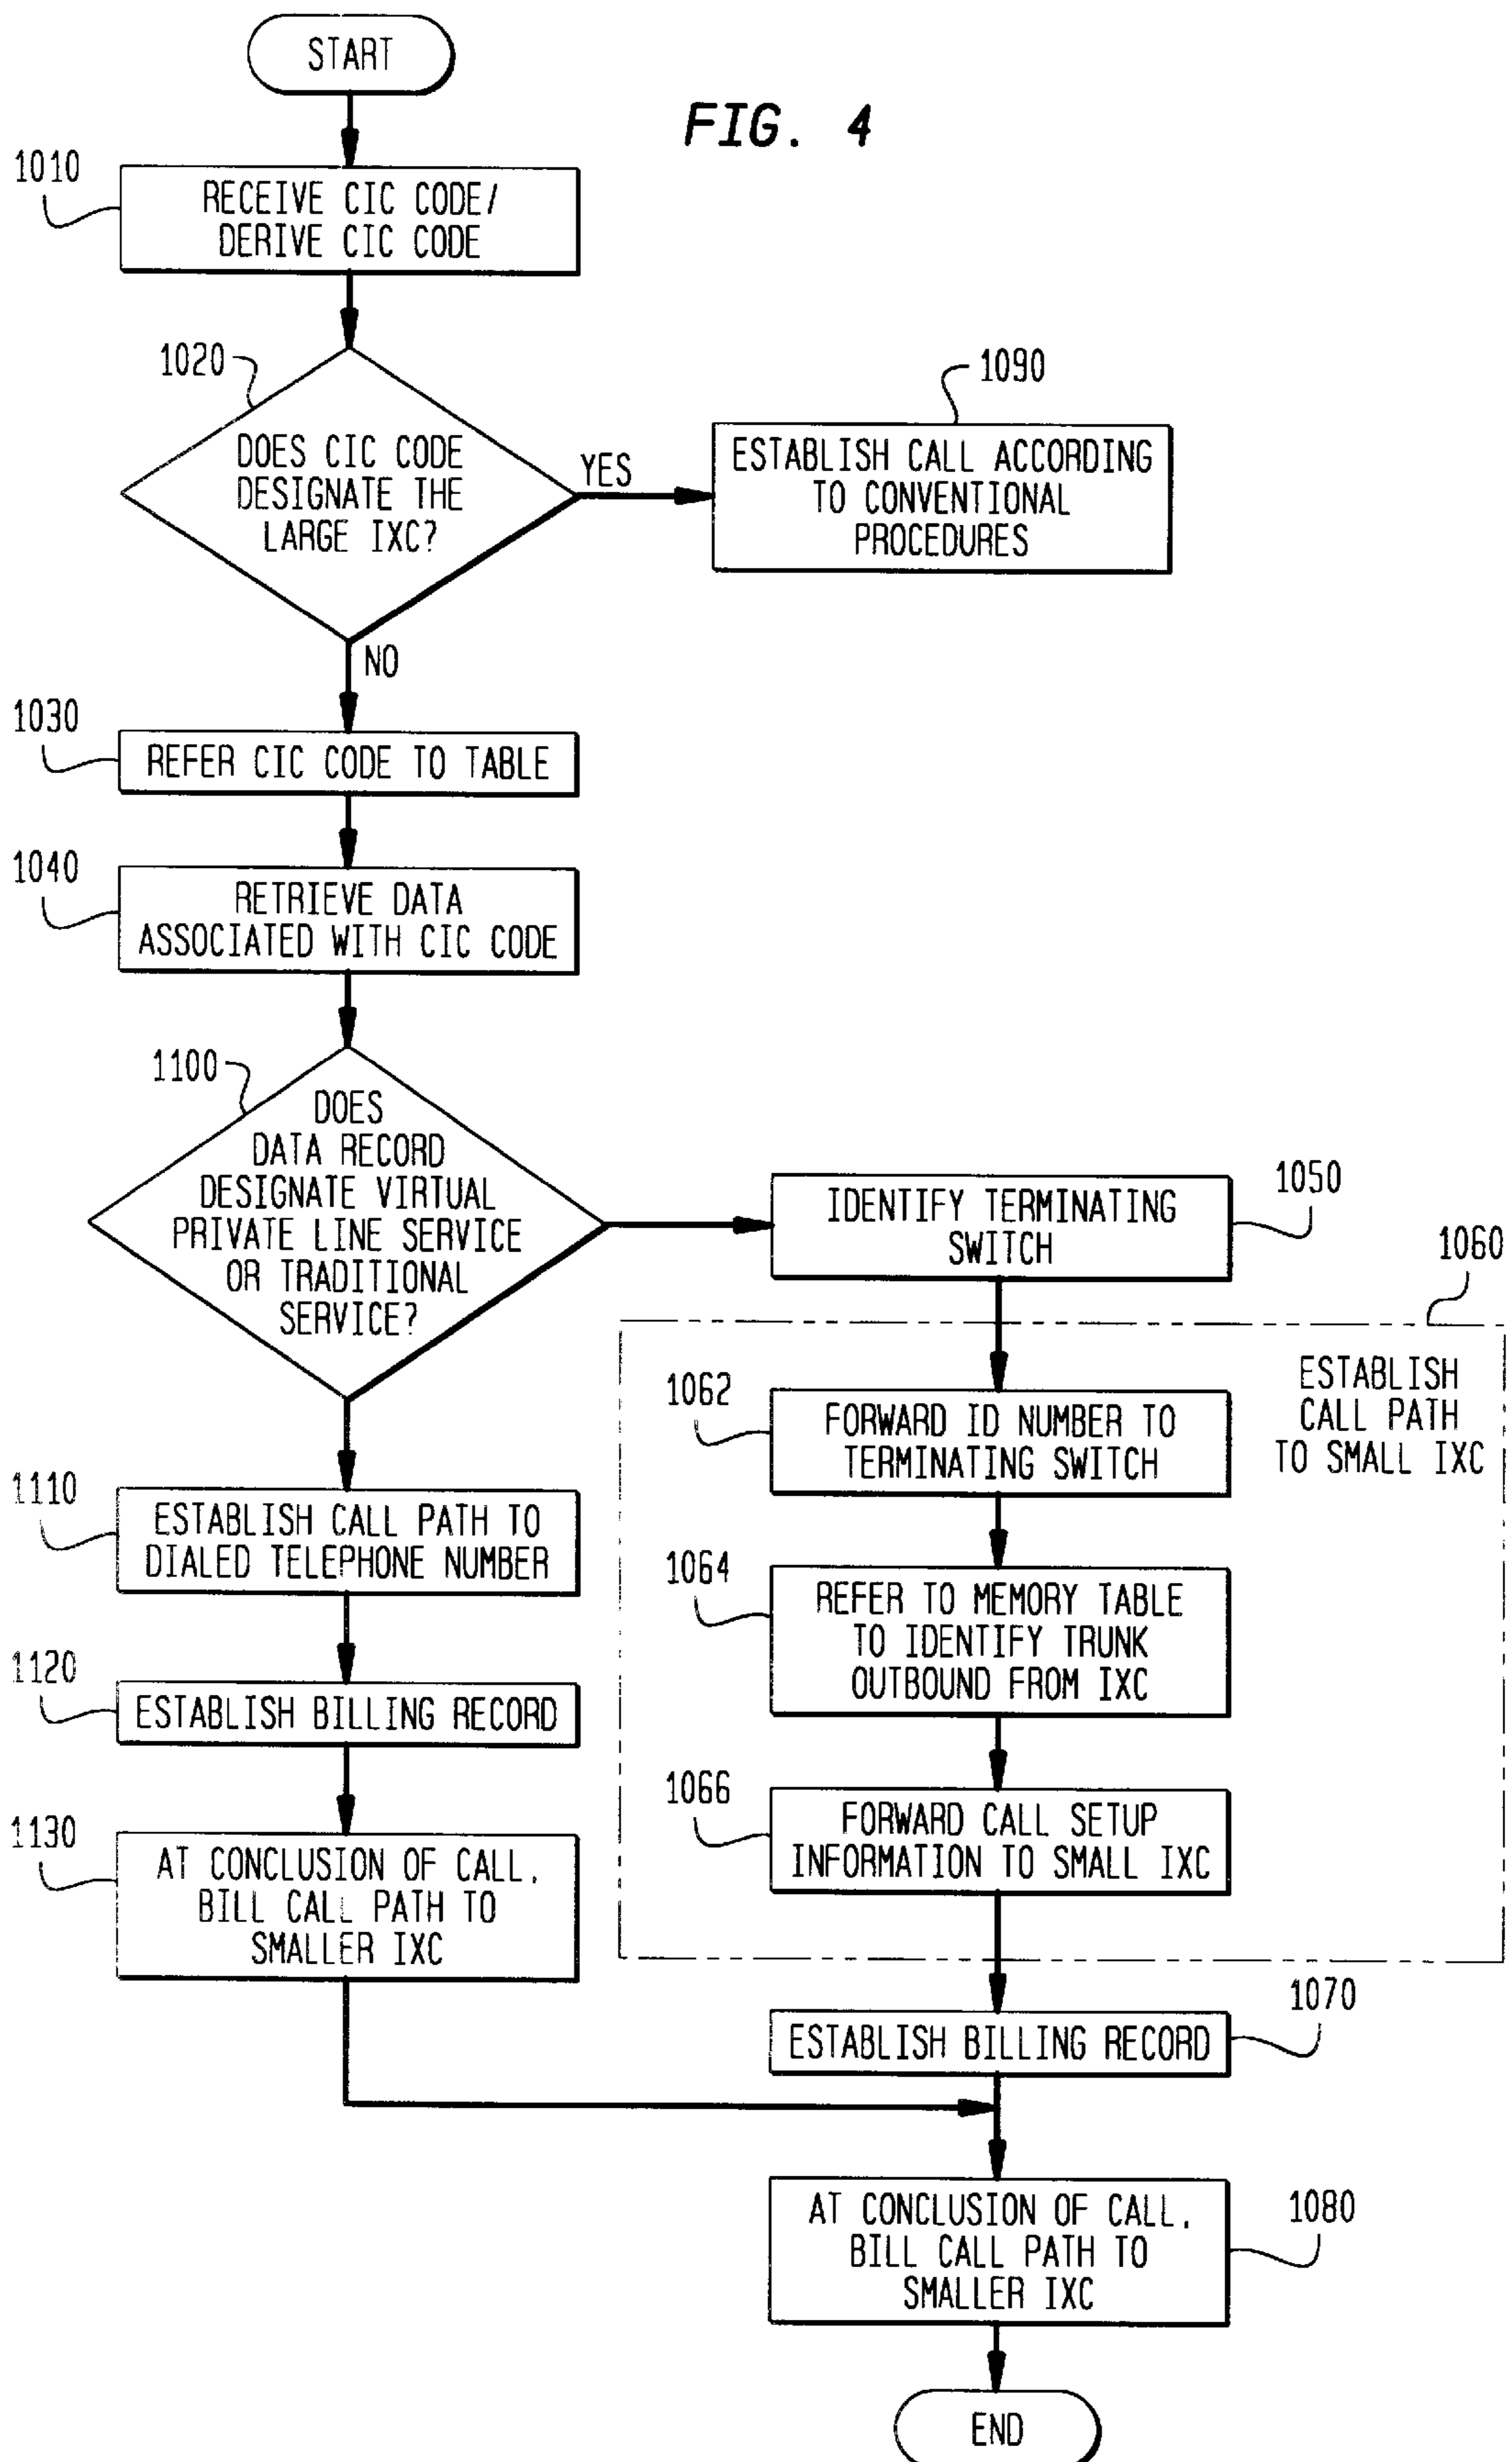 START
FIG. 4
1010
RECEIVE CIC CODE/
DERIVE CIC CODE
1020
DOES CIC CODE
DESIGNATE THE
LARGE IXC?
YES
1090
ESTABLISH CALL ACCORDING
TO CONVENTIONAL
PROCEDURES
NO
1030
REFER CIC CODE TO TABLE
1040
RETRIEVE DATA
ASSOCIATED WITH CIC CODE
1100
DOES
DATA RECORD
DESIGNATE VIRTUAL
PRIVATE LINE SERVICE
OR TRADITIONAL
SERVICE?
1050
IDENTIFY TERMINATING
SWITCH
1060
ESTABLISH
CALL PATH
TO SMALL IXC
1062
FORWARD ID NUMBER TO
TERMINATING SWITCH
1064
REFER TO MEMORY TABLE
TO IDENTIFY TRUNK
OUTBOUND FROM IXC
1066
FORWARD CALL SETUP
INFORMATION TO SMALL IXC
1110
ESTABLISH CALL PATH TO
DIALED TELEPHONE NUMBER
1120
ESTABLISH BILLING RECORD
1130
AT CONCLUSION OF CALL,
BILL CALL PATH TO
SMALLER IXC
1070
ESTABLISH BILLING RECORD
1080
AT CONCLUSION OF CALL,
BILL CALL PATH TO
SMALLER IXC
END